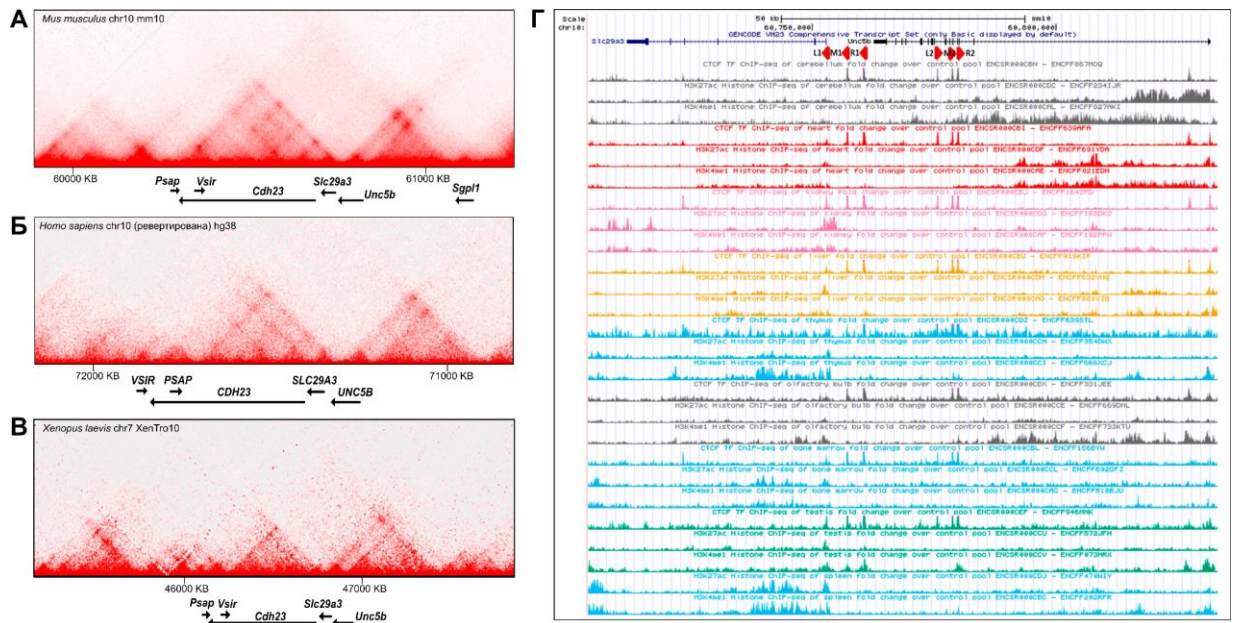 А
Mus musculus chr10 mm10
60000 KB
61000 KB
Psap
Vsir
Cdh23
Slc29a3
Unc5b
Sgpl1
Б
Homo sapiens chr10 (ревертирована) hg38
72000 KB
71000 KB
VSIR
PSAP
CDH23
SLC29A3
UNC5B
В
Xenopus laevis chr7 XenTro10
46000 KB
47000 KB
Psap
Vsir
Cdh23
Slc29a3
Unc5b
Г
Scale
50 kb
mm10
chr10:
60,750,000
60,800,000
GENCODE VM23 Comprehensive Transcript Set (only Basic displayed by default)
Slc29a3
Unc5b
L1 M1 R1 L2 R2
CTCF TF ChIP-seq of cerebellum fold change over control pool
H3K27ac Histone ChIP-seq of cerebellum fold change over control pool
H3K4me1 Histone ChIP-seq of cerebellum fold change over control pool
CTCF TF ChIP-seq of heart fold change over control pool
H3K27ac Histone ChIP-seq of heart fold change over control pool
H3K4me1 Histone ChIP-seq of heart fold change over control pool
CTCF TF ChIP-seq of kidney fold change over control pool
H3K27ac Histone ChIP-seq of kidney fold change over control pool
H3K4me1 Histone ChIP-seq of kidney fold change over control pool
CTCF TF ChIP-seq of liver fold change over control pool
H3K27ac Histone ChIP-seq of liver fold change over control pool
H3K4me1 Histone ChIP-seq of liver fold change over control pool
CTCF TF ChIP-seq of thymus fold change over control pool
H3K27ac Histone ChIP-seq of thymus fold change over control pool
H3K4me1 Histone ChIP-seq of thymus fold change over control pool
CTCF TF ChIP-seq of olfactory bulb fold change over control pool
H3K27ac Histone ChIP-seq of olfactory bulb fold change over control pool
H3K4me1 Histone ChIP-seq of olfactory bulb fold change over control pool
CTCF TF ChIP-seq of bone marrow fold change over control pool
H3K27ac Histone ChIP-seq of bone marrow fold change over control pool
H3K4me1 Histone ChIP-seq of bone marrow fold change over control pool
CTCF TF ChIP-seq of testis fold change over control pool
H3K27ac Histone ChIP-seq of testis fold change over control pool
H3K4me1 Histone ChIP-seq of testis fold change over control pool
H3K27ac Histone ChIP-seq of spleen fold change over control pool
H3K4me1 Histone ChIP-seq of spleen fold change over control pool